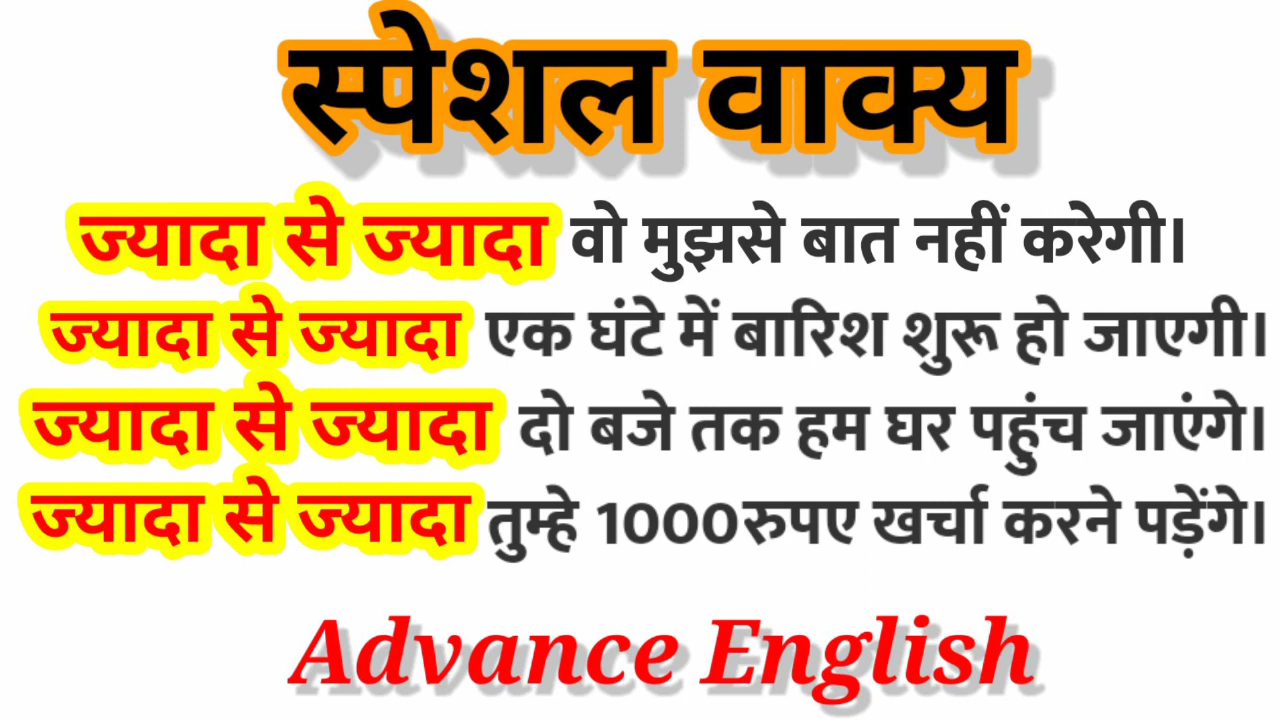 स्पेशल वाक्य
ज्यादा से ज्यादा वो मुझसे बात नहीं करेगी।
ज्यादा से ज्यादा एक घंटे में बारिश शुरू हो जाएगी।
ज्यादा से ज्यादा दो बजे तक हम घर पहुंच जाएंगे।
ज्यादा से ज्यादा तुम्हे 1000रुपए खर्चा करने पड़ेंगे।
Advance English